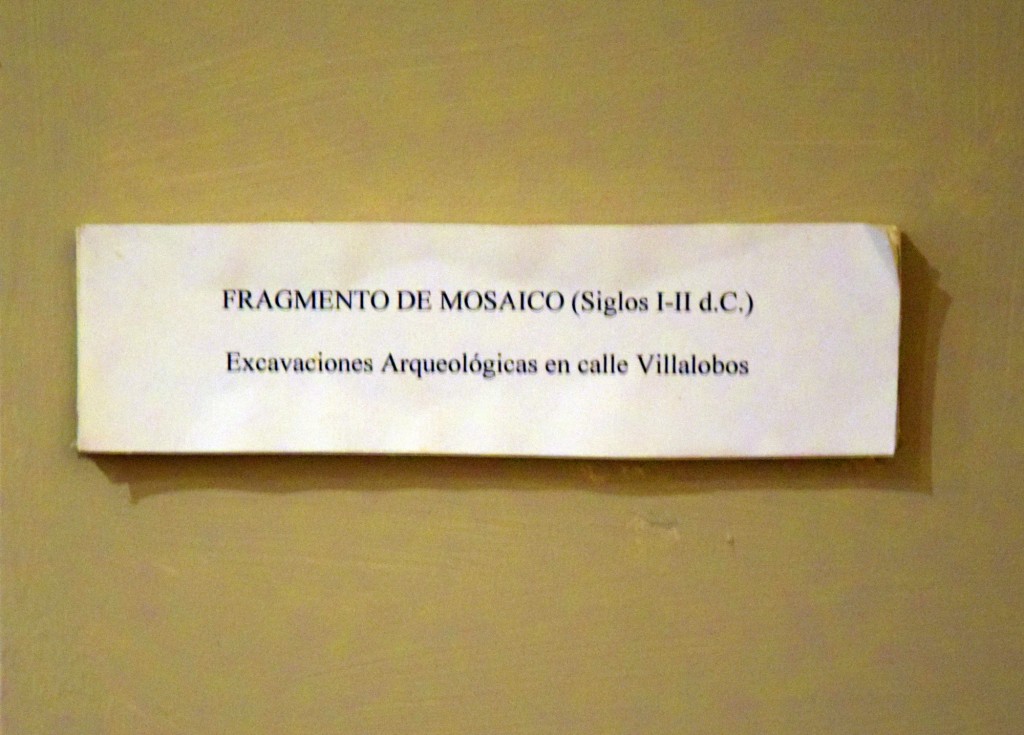 FRAGMENTO DE MOSAICO (Siglos I-II d.C.)
Excavaciones Arqueológicas en calle Villalobos